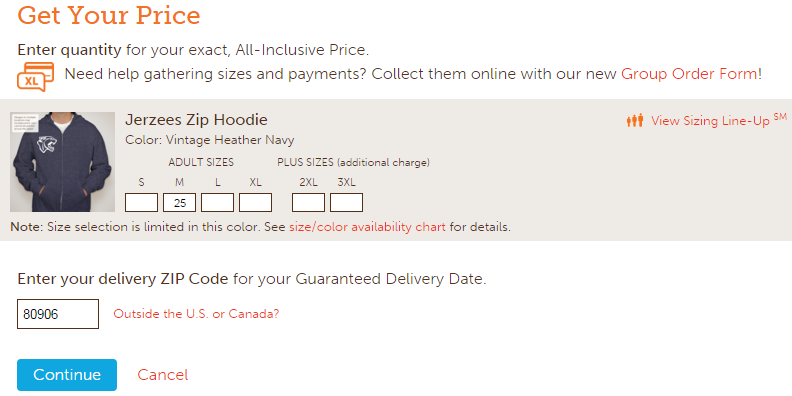 Get Your Price
Enter quantity for your exact, All-Inclusive Price.
XL
Need help gathering sizes and payments? Collect them online with our new Group Order Form!
Jerzees Zip Hoodie
View Sizing Line-Up SM
Color: Vintage Heather Navy
ADULT SIZES PLUS SIZES (additional charge)
S M L XL 2XL 3XL
25
Note: Size selection is limited in this color. See size/color availability chart for details.
Enter your delivery ZIP Code for your Guaranteed Delivery Date.
80906 Outside the U.S. or Canada?
Continue Cancel